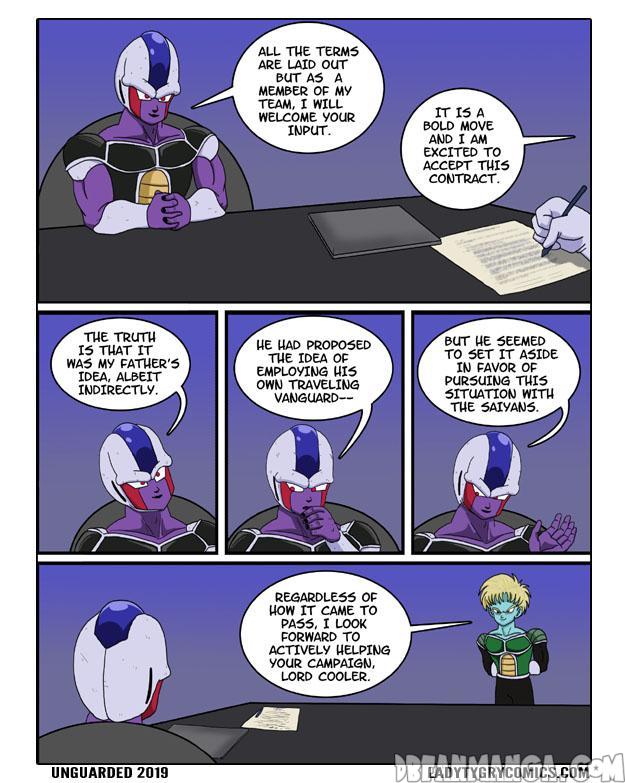 ALL THE TERMS
ARE LAID OUT
BUT AS A
MEMBER OF MY
TEAM, I WILL
WELCOME YOUR
INPUT.
IT IS A
BOLD MOVE
AND I AM
EXCITED TO
ACCEPT THIS
CONTRACT.
THE TRUTH
IS THAT IT
WAS MY FATHER'S
IDEA, ALBEIT
INDIRECTLY.
HE HAD PROPOSED
THE IDEA OF
EMPLOYING HIS
OWN TRAVELING
VANGUARD--
BUT HE SEEMED
TO SET IT ASIDE
IN FAVOR OF
PURSUING THIS
SITUATION WITH
THE SAIYANS.
REGARDLESS OF
HOW IT CAME TO
PASS, I LOOK
FORWARD TO
ACTIVELY HELPING
YOUR CAMPAIGN,
LORD COOLER.
UNGUARDED 2019
LADYTYGRYCOMICS.COM
DBFANMANGA.COM